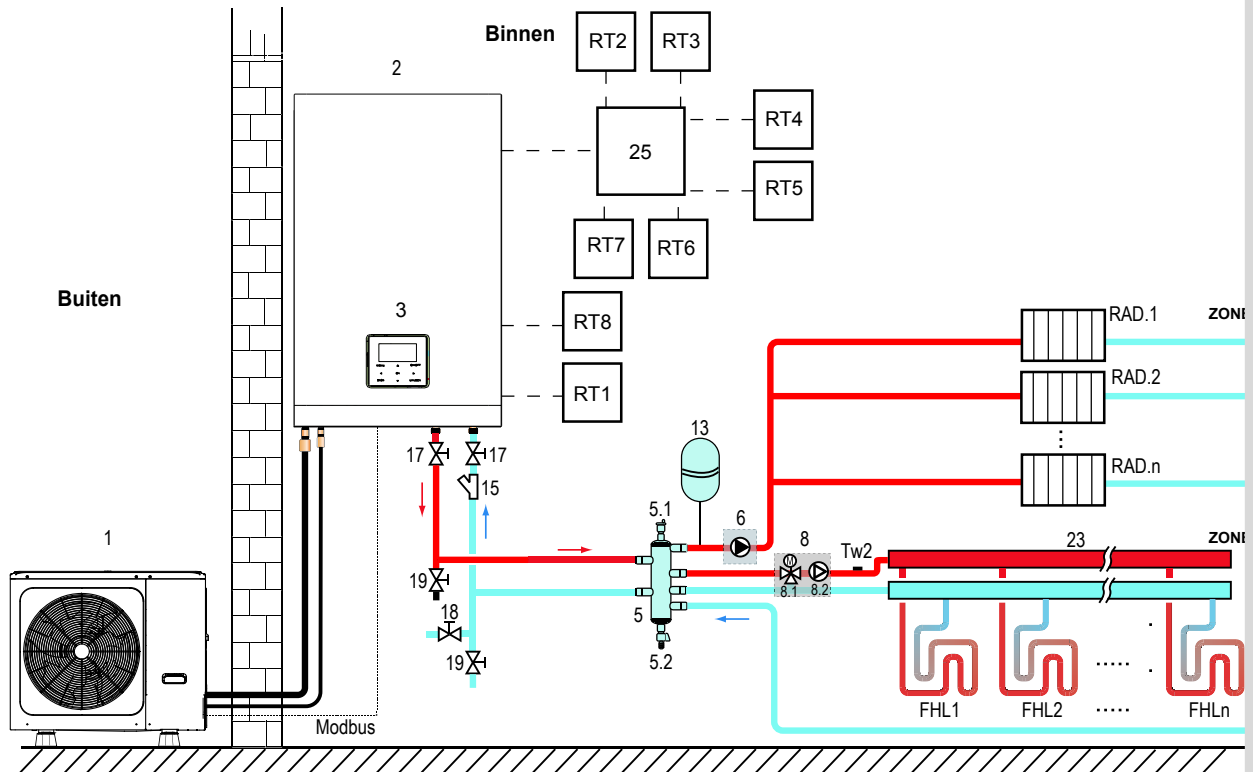 Binnen
RT2
RT3
2
RT4
25
RT5
RT7
RT6
Buiten
3
RT8
RT1
RAD.1
ZONE
RAD.2
13
17
17
RAD.n
15
5.1
6
1
8
Tw2
23
ZONE
M
19
8.1
8.2
18
5
19
5.2
FHL1
FHL2
.....
FHLn
Modbus